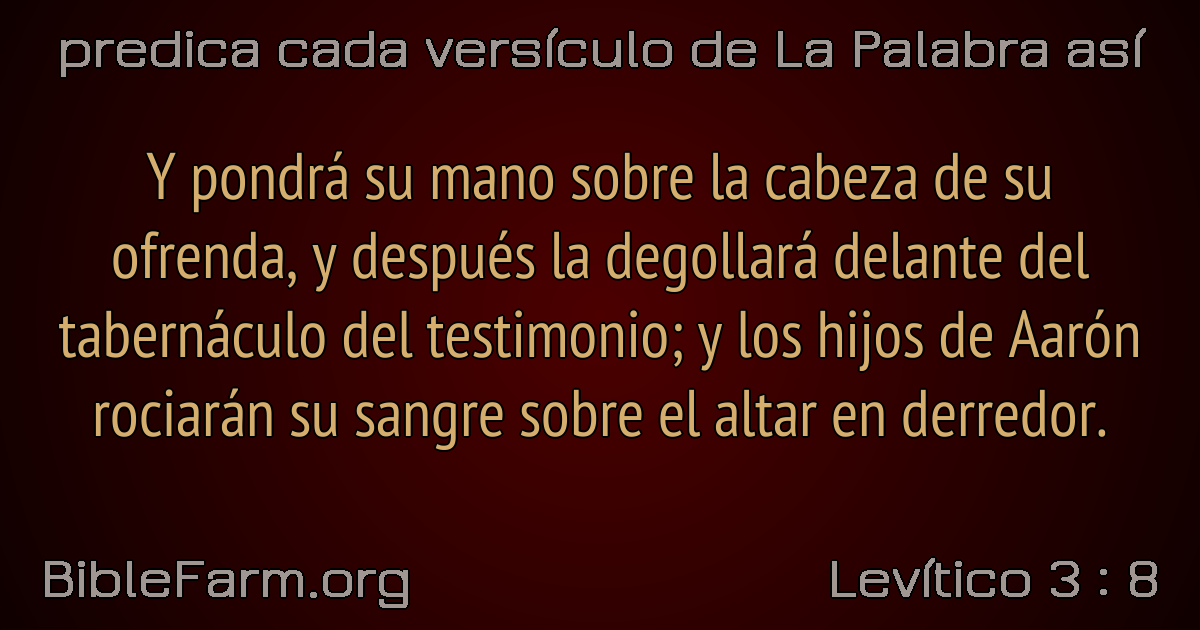 predica cada versículo de La Palabra así
Y pondrá su mano sobre la cabeza de su
ofrenda, y después la degollará delante del
tabernáculo del testimonio; y los hijos de Aarón
rociarán su sangre sobre el altar en derredor.
BibleFarm.org
Levítico 3 : 8